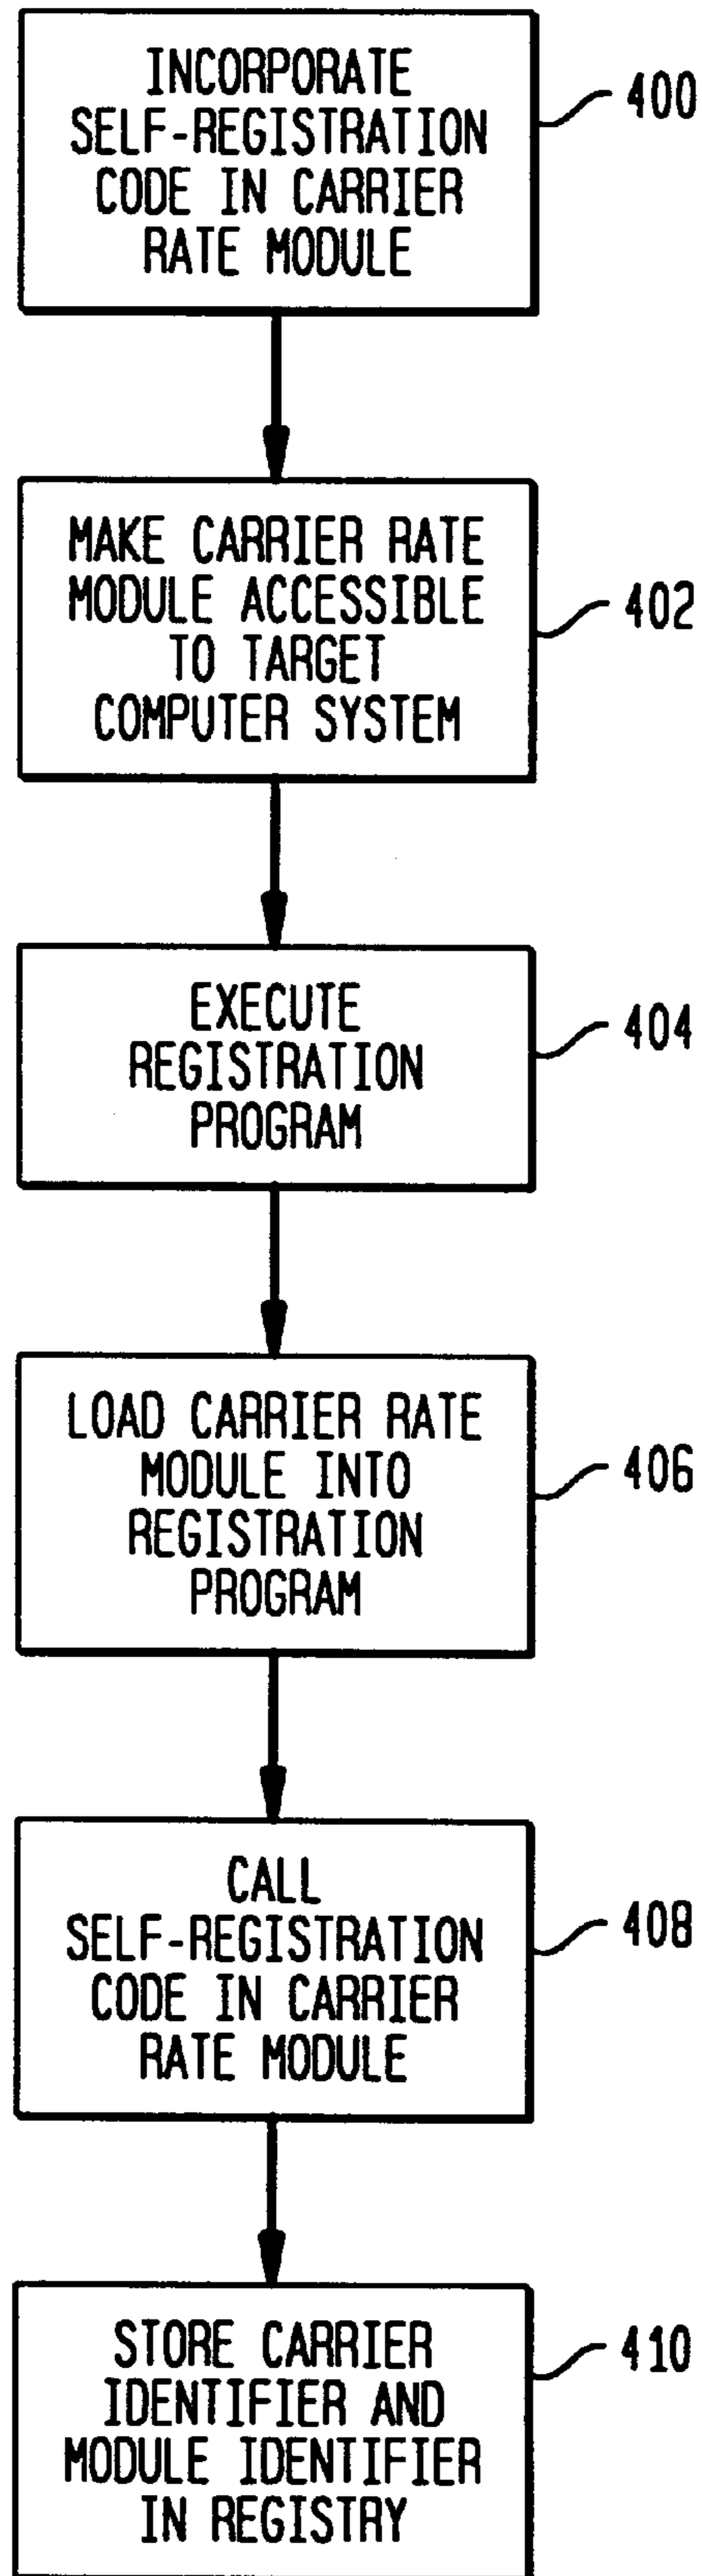 INCORPORATE
SELF-REGISTRATION
CODE IN CARRIER
RATE MODULE
400
MAKE CARRIER RATE
MODULE ACCESSIBLE
TO TARGET
COMPUTER SYSTEM
402
EXECUTE
REGISTRATION
PROGRAM
404
LOAD CARRIER RATE
MODULE INTO
REGISTRATION
PROGRAM
406
CALL
SELF-REGISTRATION
CODE IN CARRIER
RATE MODULE
408
STORE CARRIER
IDENTIFIER AND
MODULE IDENTIFIER
IN REGISTRY
410